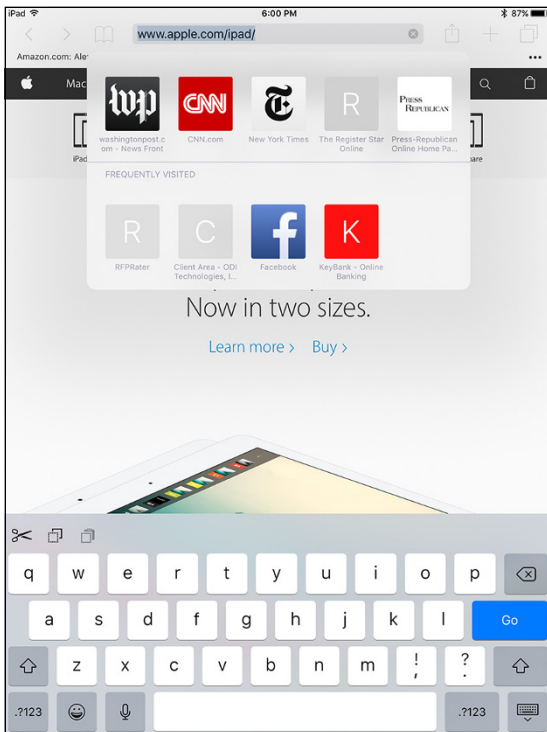 iPad 6:00 PM 87%
www.apple.com/ipad/
Amazon.com: Ale
Mac
wp CNN T R PRESS REPUBLICAN
washingtonpost.c
om - News Front
CNN.com
New York Times
The Register Star
Online
Press-Republican
Online Home Pa...
iPad
are
FREQUENTLY VISITED
R C f K
RFPRater
Client Area - ODI
Technologies, I...
Facebook
KeyBank - Online
Banking
Now in two sizes.
Learn more > Buy >
q w e r t y u i o p
a s d f g h j k l Go
z x c v b n m ! , ? .
.?123 .?123